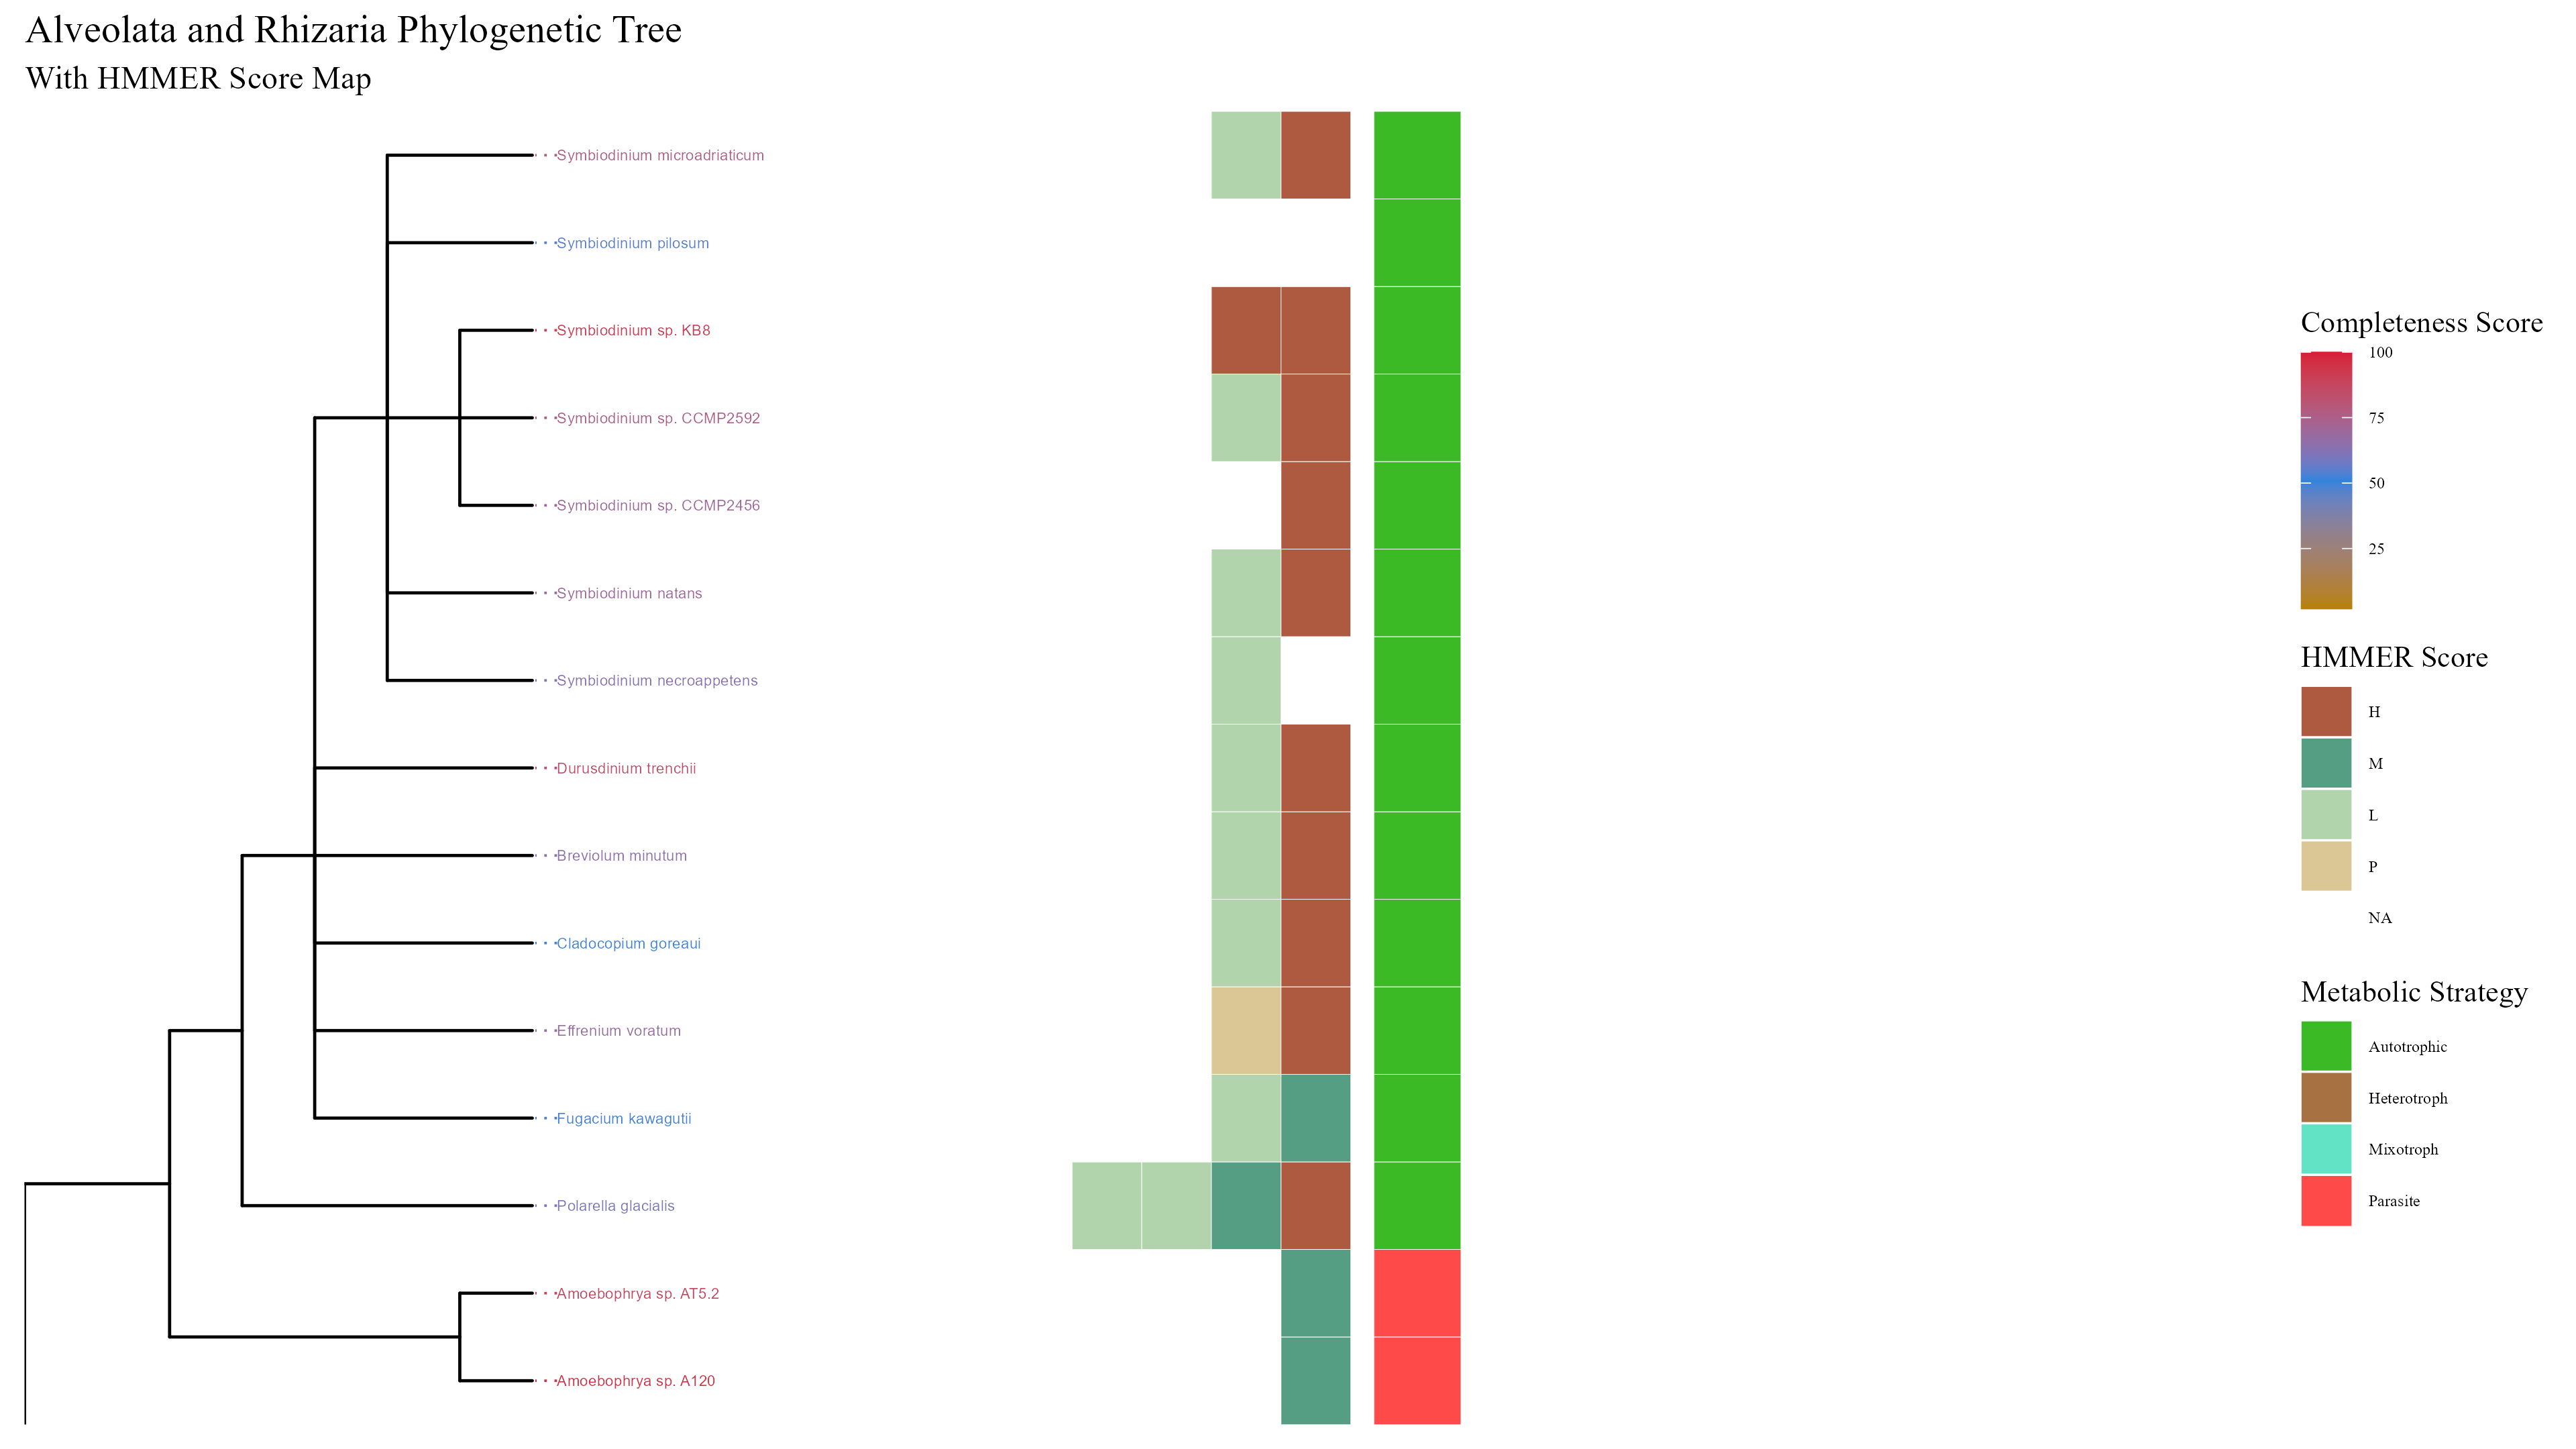 Alveolata and Rhizaria Phylogenetic Tree
With HMMER Score Map
Symbiodinium microadriaticum
Symbiodinium pilosum
Symbiodinium sp. KB8
Symbiodinium sp. CCMP2592
Symbiodinium sp. CCMP2456
Symbiodinium natans
Symbiodinium necroappetens
Durusdinium trenchii
Breviolum minutum
Cladocopium goreaui
Effrenium voratum
Fugacium kawagutii
Polarella glacialis
Amoebophrya sp. AT5.2
Amoebophrya sp. A120
Completeness Score
100
75
50
25
HMMER Score
H
M
L
P
NA
Metabolic Strategy
Autotrophic
Heterotroph
Mixotroph
Parasite